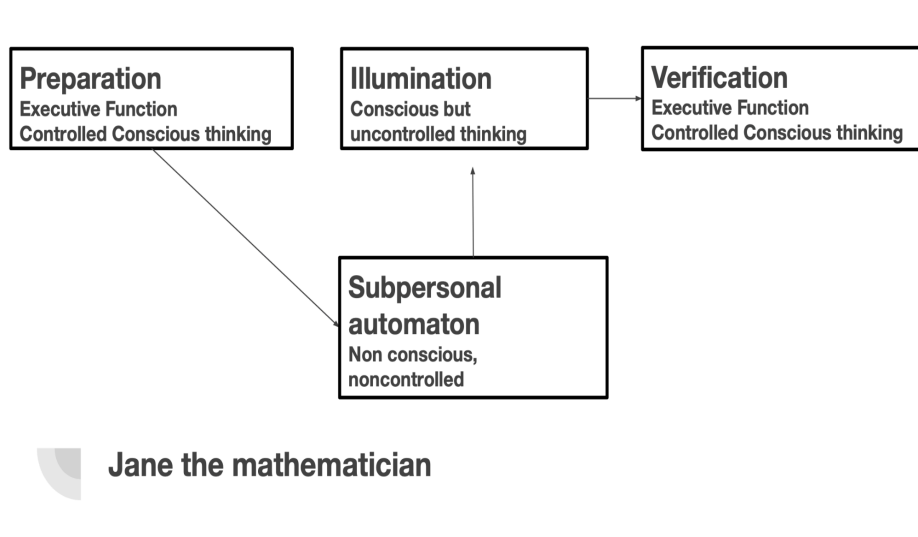 Preparation
Executive Function
Controlled Conscious thinking
Illumination
Conscious but
uncontrolled thinking
Verification
Executive Function
Controlled Conscious thinking
Subpersonal
automaton
Non conscious,
noncontrolled
Jane the mathematician